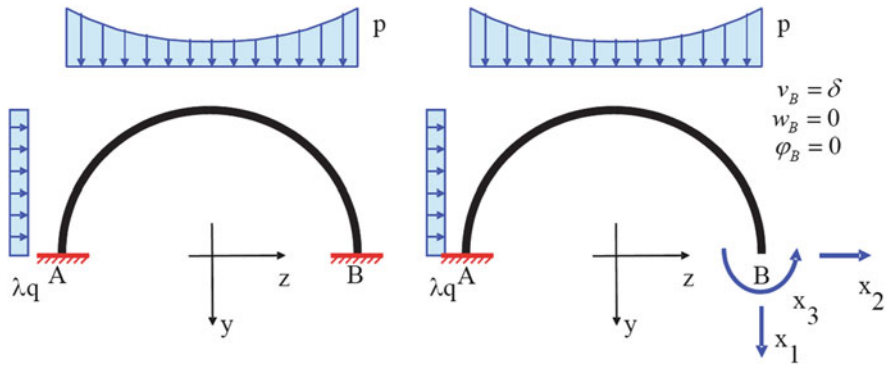 p
λq
A
B
z
y
p
v_B = δ
w_B = 0
φ_B = 0
λq
A
B
z
y
x_3
x_2
x_1